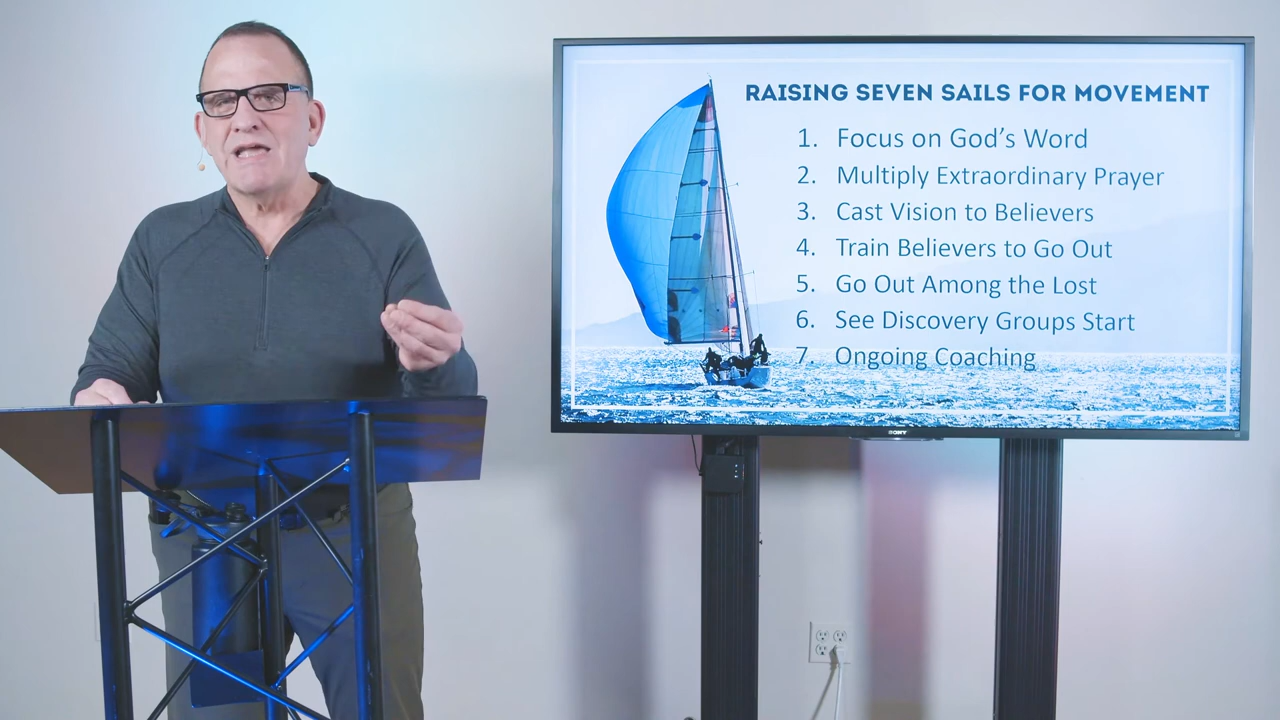 RAISING SEVEN SAILS FOR MOVEMENT
1. Focus on God’s Word
2. Multiply Extraordinary Prayer
3. Cast Vision to Believers
4. Train Believers to Go Out
5. Go Out Among the Lost
6. See Discovery Groups Start
7. Ongoing Coaching
SONY